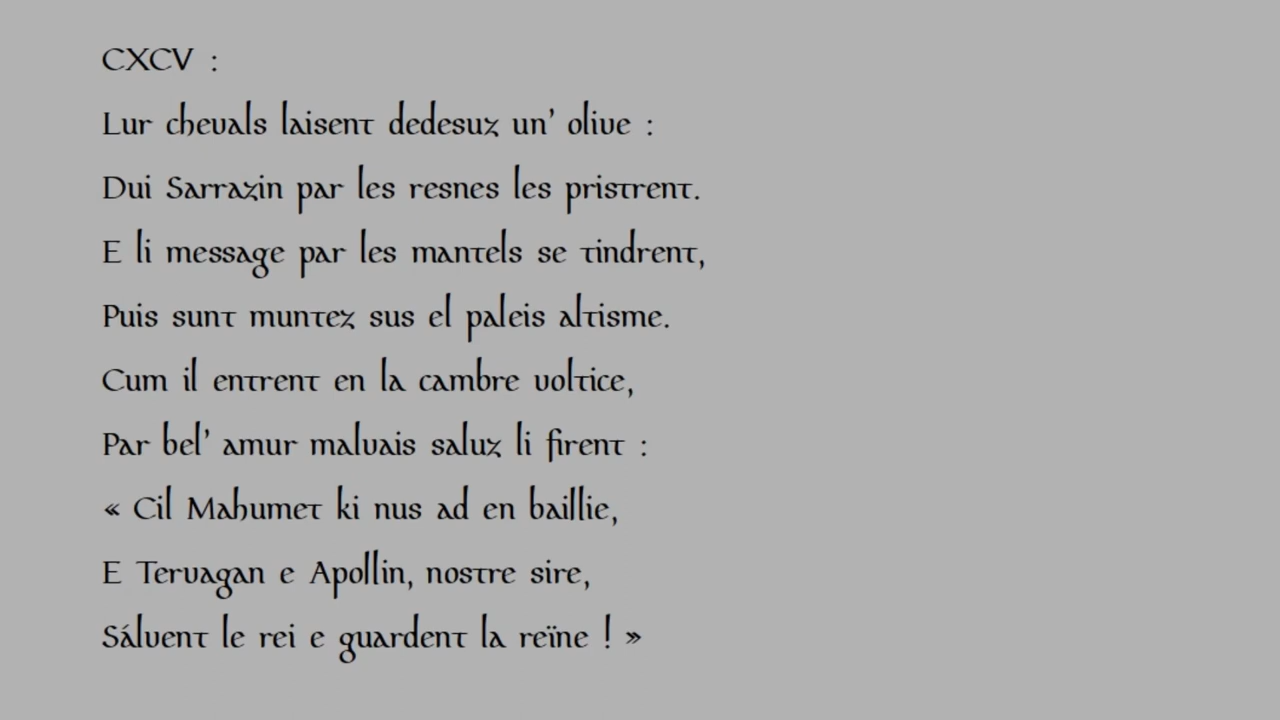 CXCV :
Lur chevals laisent dedesuz un’ olive :
Dui Sarrazin par les resnes les pristrent.
E li message par les mantels se tindrent,
Puis sunt muntez sus el paleis altisme.
Cum il entrent en la cambre voltice,
Par bel’ amur malvais saluz li firent :
« Cil Mahumet ki nus ad en baillie,
E Tervagan e Apollin, nostre sire,
Sálvent le rei e guardent la reïne ! »